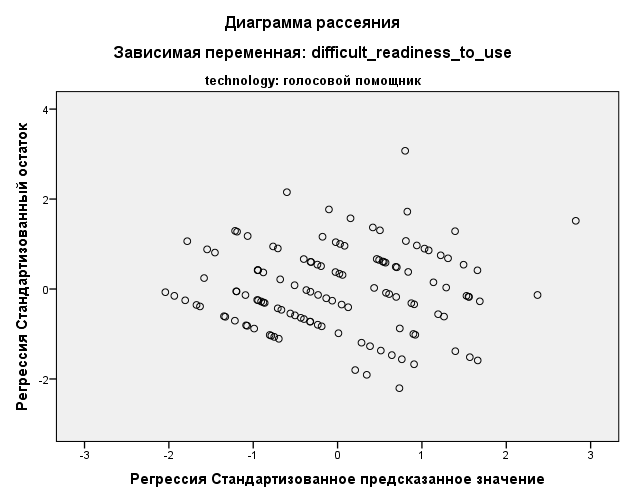 Диаграмма рассеяния
Зависимая переменная: difficult_readiness_to_use
technology: голосовой помощник
Регрессия Стандартизованный остаток
4
2
0
-2
-3
-2
-1
0
1
2
3
Регрессия Стандартизованное предсказанное значение